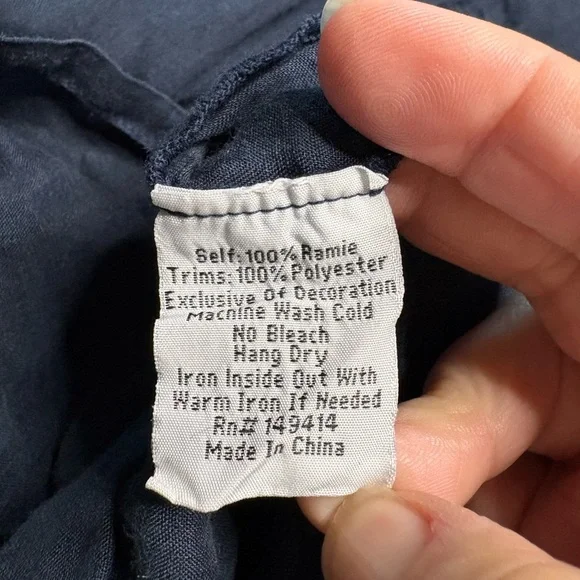 Self: 100% Ramie
Trims: 100% Polyester
Exclusive Of Decoration
Machine Wash Cold
No Bleach
Hang Dry
Iron Inside Out With
Warm Iron If Needed
Rn# 149414
Made In China